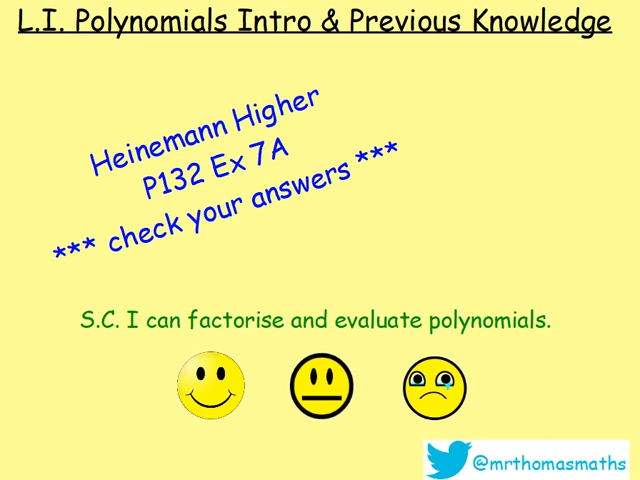 L.I. Polynomials Intro & Previous Knowledge
Heinemann Higher
P132 Ex 7A
*** check your answers ***
S.C. I can factorise and evaluate polynomials.
@mrthomasmaths